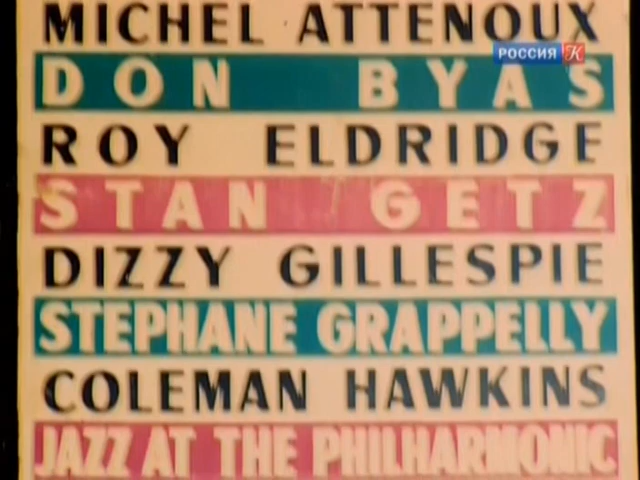 MICHEL ATTENOUX
РОССИЯ К
DON BYAS
ROY ELDRIDGE
STAN GETZ
DIZZY GILLESPIE
STEPHANE GRAPPELLY
COLEMAN HAWKINS
JAZZ AT THE PHILHARMONIC